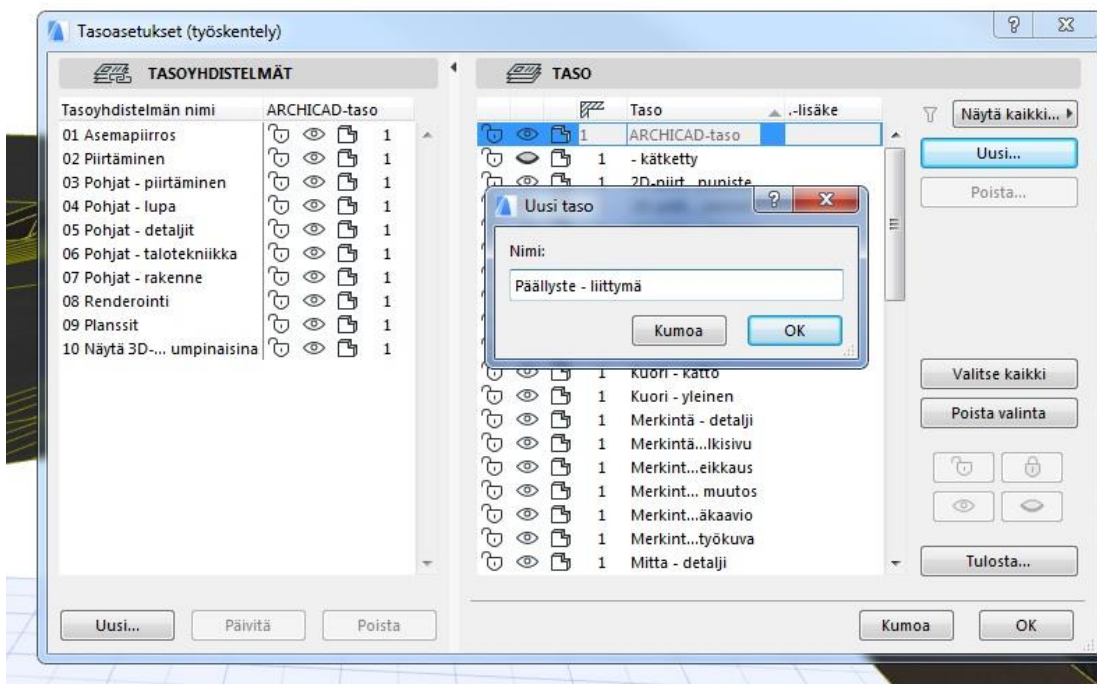 Tasoasetukset (työskentely)
TASOYHDISTELMÄT
Tasoyhdistelmän nimi ARCHICAD-taso
01 Asemapiirros 1
02 Piirtäminen 1
03 Pohjat - piirtäminen 1
04 Pohjat - lupa 1
05 Pohjat - detaljit 1
06 Pohjat - talotekniikka 1
07 Pohjat - rakenne 1
08 Renderointi 1
09 Planssit 1
10 Näytä 3D-... umpinaisina 1
Uusi... Päivitä Poista
TASO
Taso .-lisäke
1 ARCHICAD-taso
1 - kätketty
1 2D-piirt...nupiste
Uusi taso
Nimi:
Päällyste - liittymä
Kumoa OK
1 Kuori - katto
1 Kuori - yleinen
1 Merkintä - detalji
1 Merkintä...lkisivu
1 Merkint...eikkaus
1 Merkint... muutos
1 Merkint...äkaavio
1 Merkint...työkuva
1 Mitta - detalji
Näytä kaikki...
Uusi...
Poista...
Valitse kaikki
Poista valinta
Tulosta...
Kumoa OK